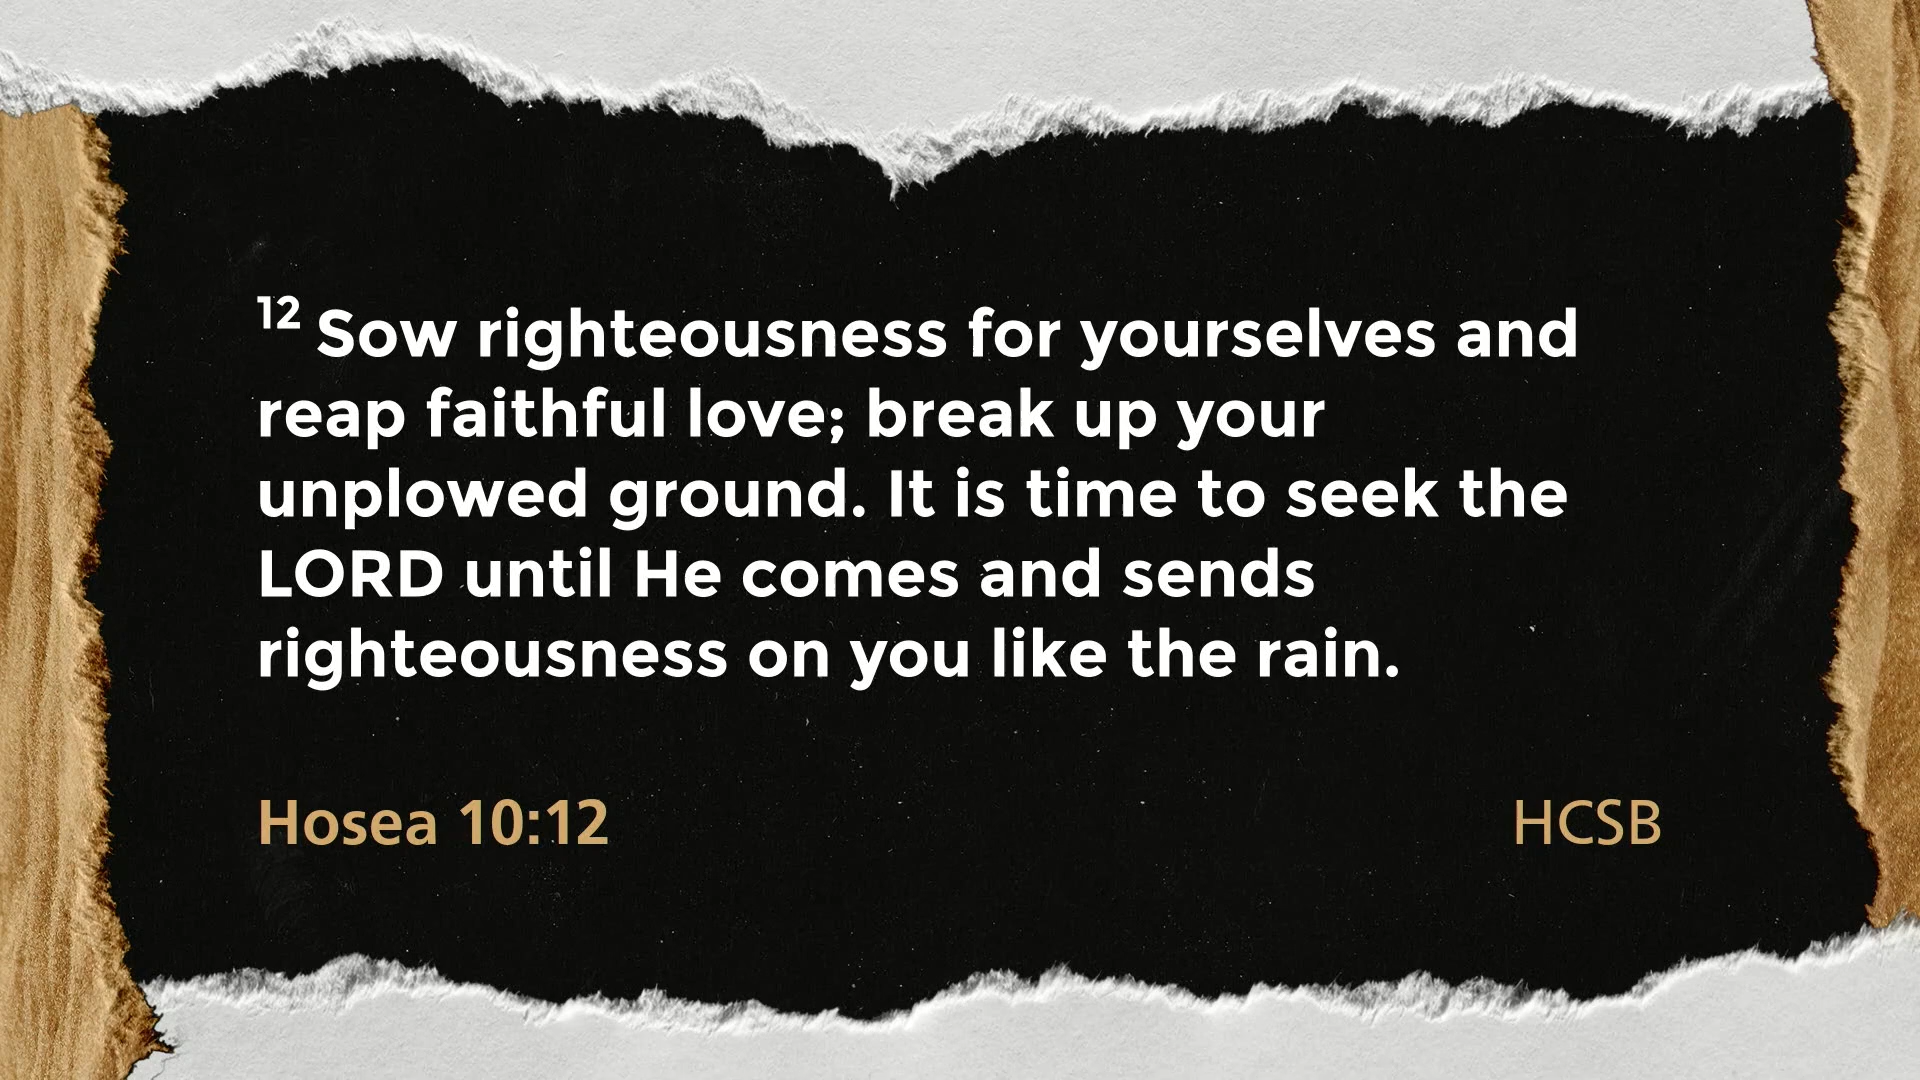 12 Sow righteousness for yourselves and
reap faithful love; break up your
unplowed ground. It is time to seek the
LORD until He comes and sends
righteousness on you like the rain.
Hosea 10:12
HCSB